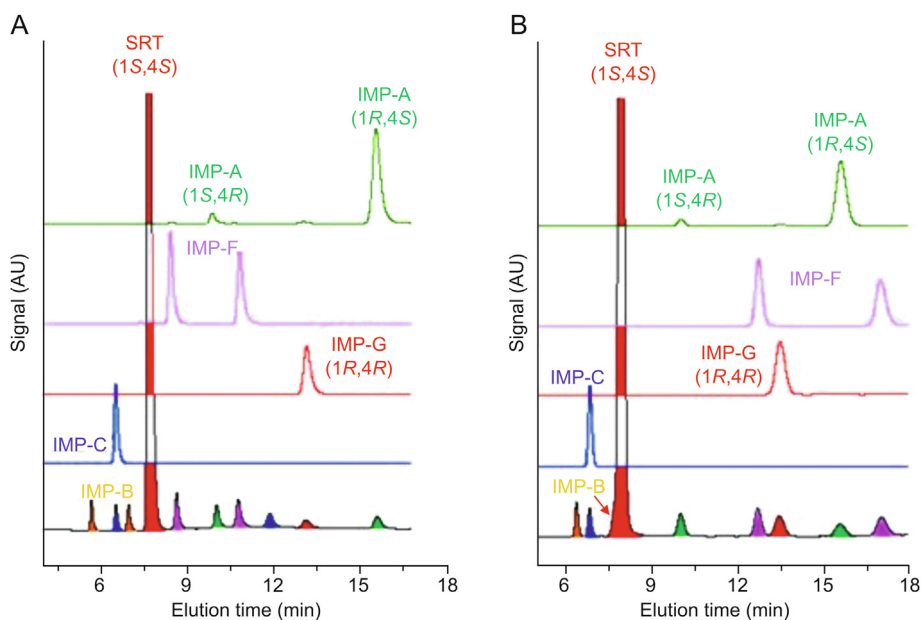 A
SRT
(1S,4S)
IMP-A
(1R,4S)
IMP-A
(1S,4R)
IMP-F
IMP-G
(1R,4R)
IMP-C
IMP-B
Signal (AU)
6
9
12
15
18
Elution time (min)
B
SRT
(1S,4S)
IMP-A
(1R,4S)
IMP-A
(1S,4R)
IMP-F
IMP-G
(1R,4R)
IMP-C
IMP-B
Signal (AU)
6
9
12
15
18
Elution time (min)